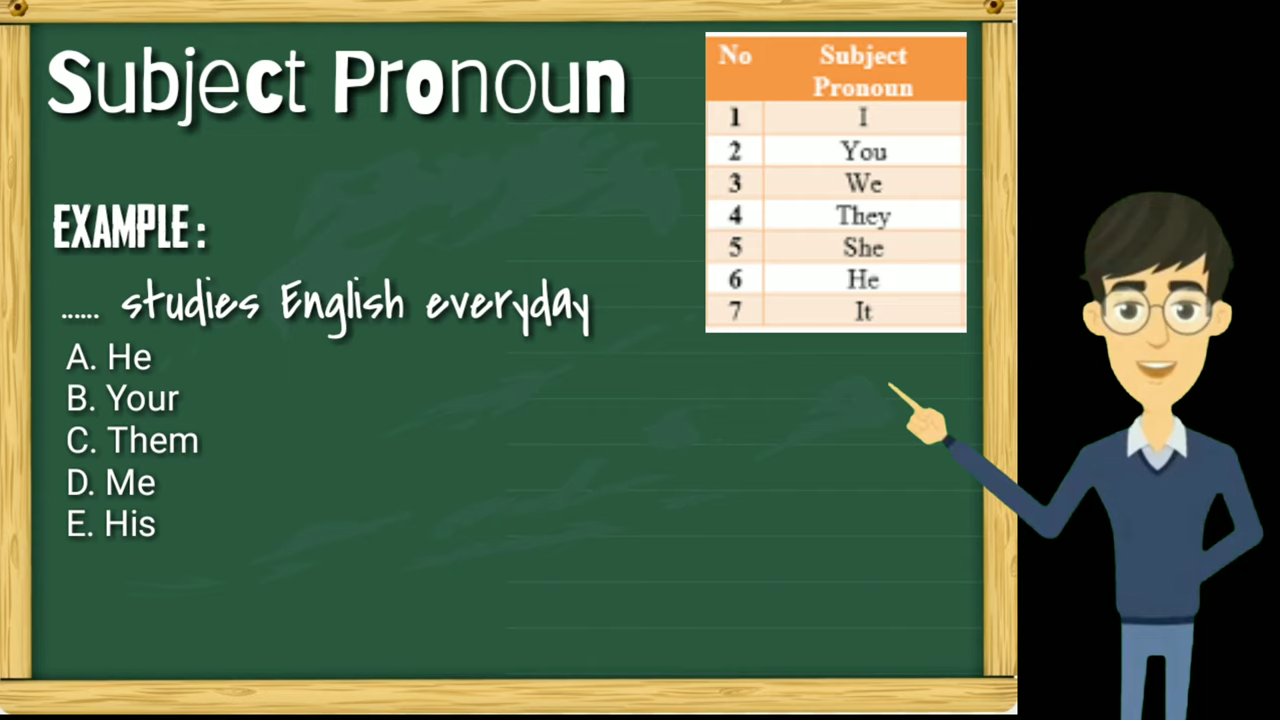 Subject Pronoun
EXAMPLE :
...... studies English everyday
A. He
B. Your
C. Them
D. Me
E. His
No Subject
Pronoun
1 I
2 You
3 We
4 They
5 She
6 He
7 It